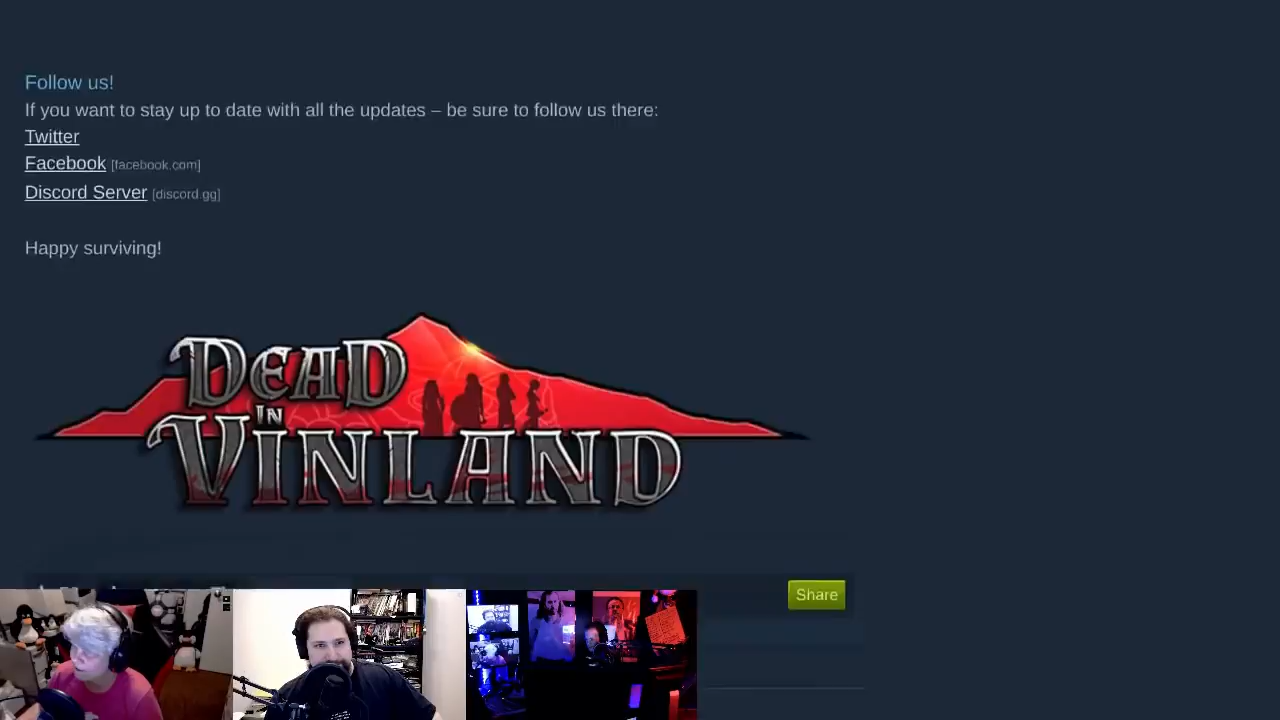 Follow us!
If you want to stay up to date with all the updates – be sure to follow us there:
Twitter
Facebook [facebook.com]
Discord Server [discord.gg]
Happy surviving!
DEAD
IN
VINLAND
Share